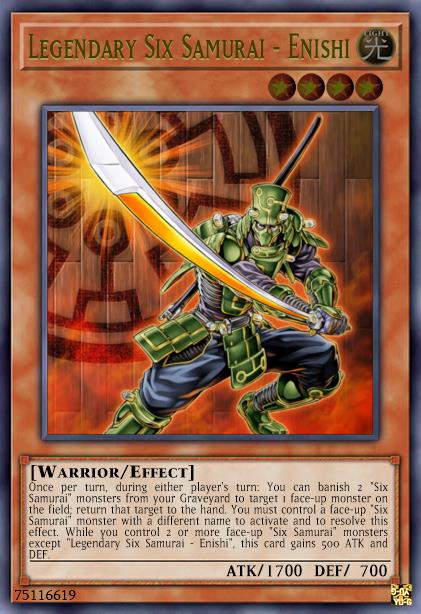 Legendary Six Samurai - Enishi
LIGHT
光
[Warrior/Effect]
Once per turn, during either player's turn: You can banish 2 "Six
Samurai" monsters from your Graveyard to target 1 face-up monster on
the field; return that target to the hand. You must control a face-up "Six
Samurai" monster with a different name to activate and to resolve this
effect. While you control 2 or more face-up "Six Samurai" monsters
except "Legendary Six Samurai - Enishi", this card gains 500 ATK and
DEF.
ATK/1700 DEF/ 700
75116619